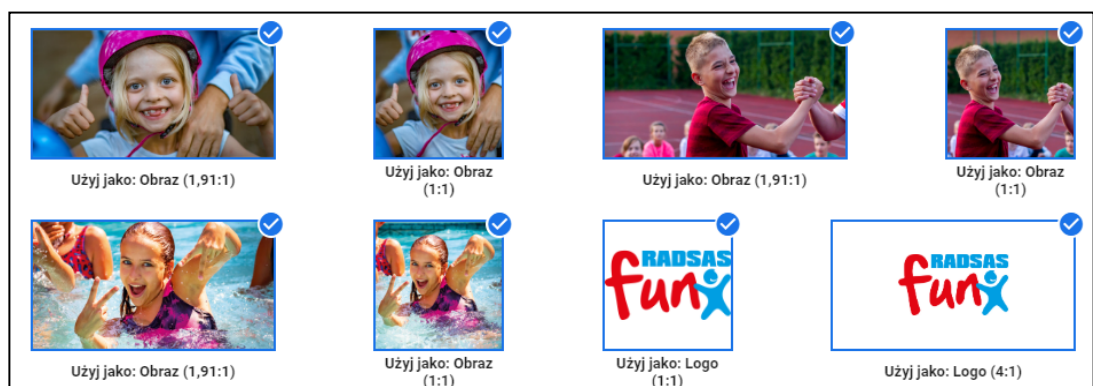 Użyj jako: Obraz (1,91:1)
Użyj jako: Obraz
(1:1)
Użyj jako: Obraz (1,91:1)
Użyj jako: Obraz
(1:1)
RADSAS
fun
RADSAS
fun
Użyj jako: Obraz (1,91:1)
Użyj jako: Obraz
(1:1)
Użyj jako: Logo
(1:1)
Użyj jako: Logo (4:1)